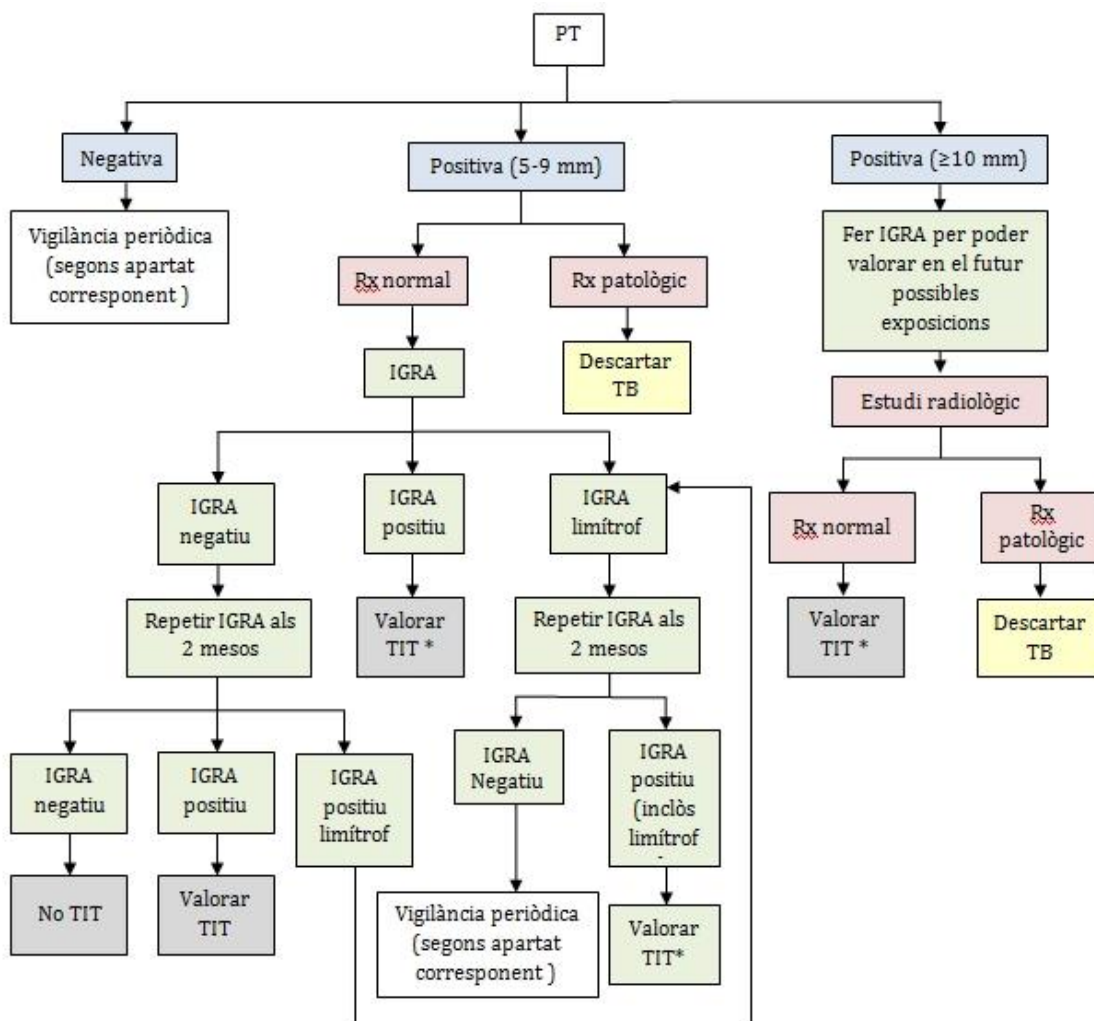 PT
Negativa
Positiva (5-9 mm)
Positiva (≥10 mm)
Vigilància periòdica
(segons apartat
corresponent )
Rx normal
Rx patològic
Fer IGRA per poder
valorar en el futur
possibles
exposicions
IGRA
Descartar
TB
Estudi radiològic
IGRA
negatiu
IGRA
positiu
IGRA
limítrof
Rx normal
Rx
patològic
Repetir IGRA als
2 mesos
Valorar
TIT *
Repetir IGRA als
2 mesos
Valorar
TIT *
Descartar
TB
IGRA
negatiu
IGRA
positiu
IGRA
positiu
limítrof
IGRA
Negatiu
IGRA
positiu
(inclòs
limítrof
No TIT
Valorar
TIT
Vigilància periòdica
(segons apartat
corresponent )
Valorar
TIT*